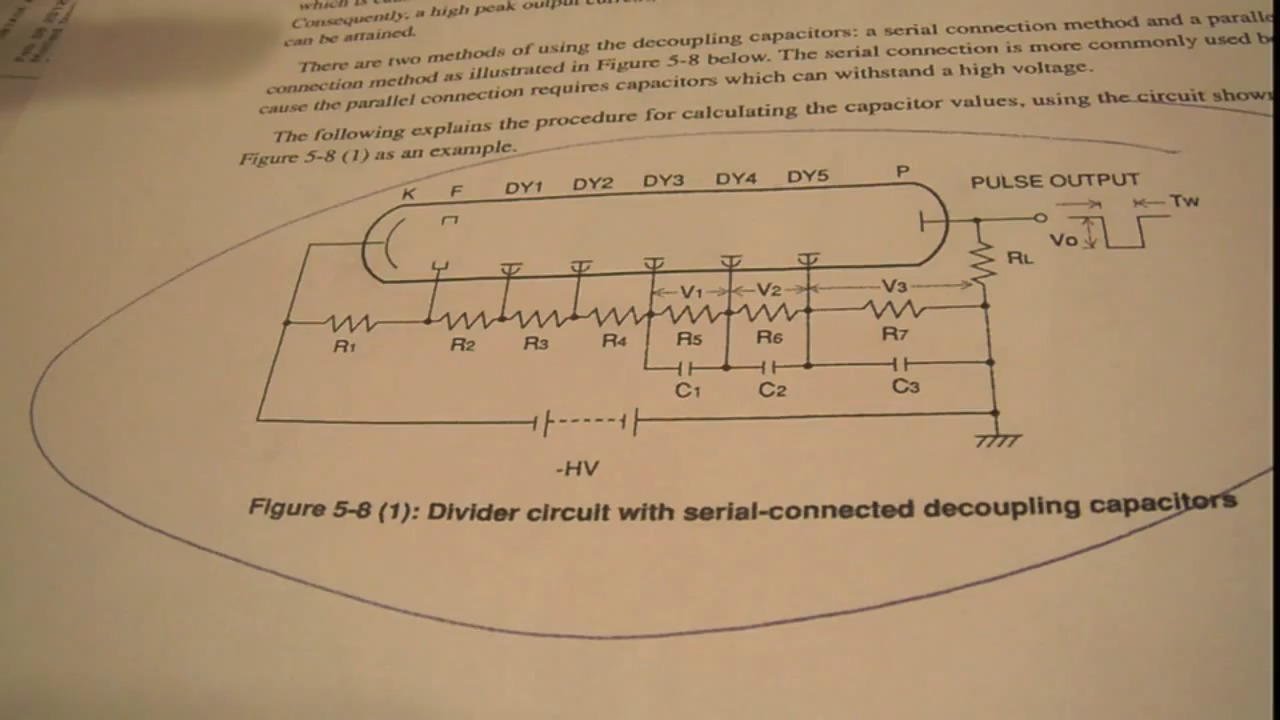 which is
Consequently, a high peak output
can be attained.
There are two methods of using the decoupling capacitors: a serial connection method and a paralle
connection method as illustrated in Figure 5-8 below. The serial connection is more commonly used be
cause the parallel connection requires capacitors which can withstand a high voltage.
The following explains the procedure for calculating the capacitor values, using the circuit shown
Figure 5-8 (1) as an example.
K F DY1 DY2 DY3 DY4 DY5 P
PULSE OUTPUT
Tw
Vo
RL
V1 V2 V3
R1 R2 R3 R4 R5 R6 R7
C1 C2 C3
-HV
Figure 5-8 (1): Divider circuit with serial-connected decoupling capacitors